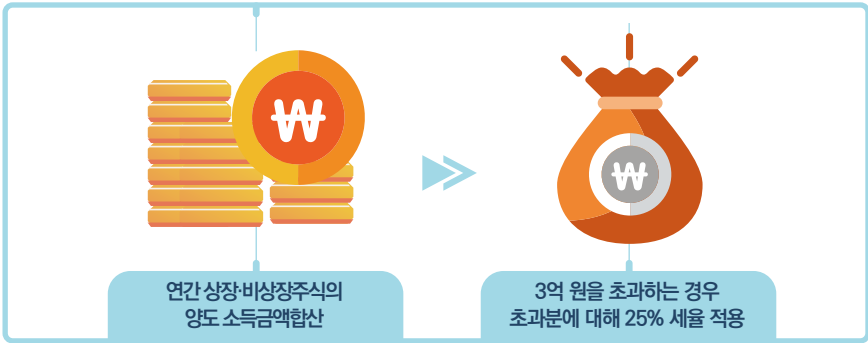 ₩
₩
연간 상장·비상장주식의
양도 소득금액합산
3억 원을 초과하는 경우
초과분에 대해 25% 세율 적용